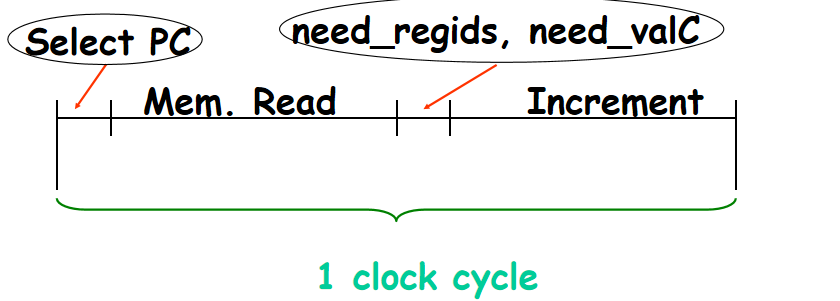 Select PC
need_regids, need_valC
Mem. Read
Increment
1 clock cycle